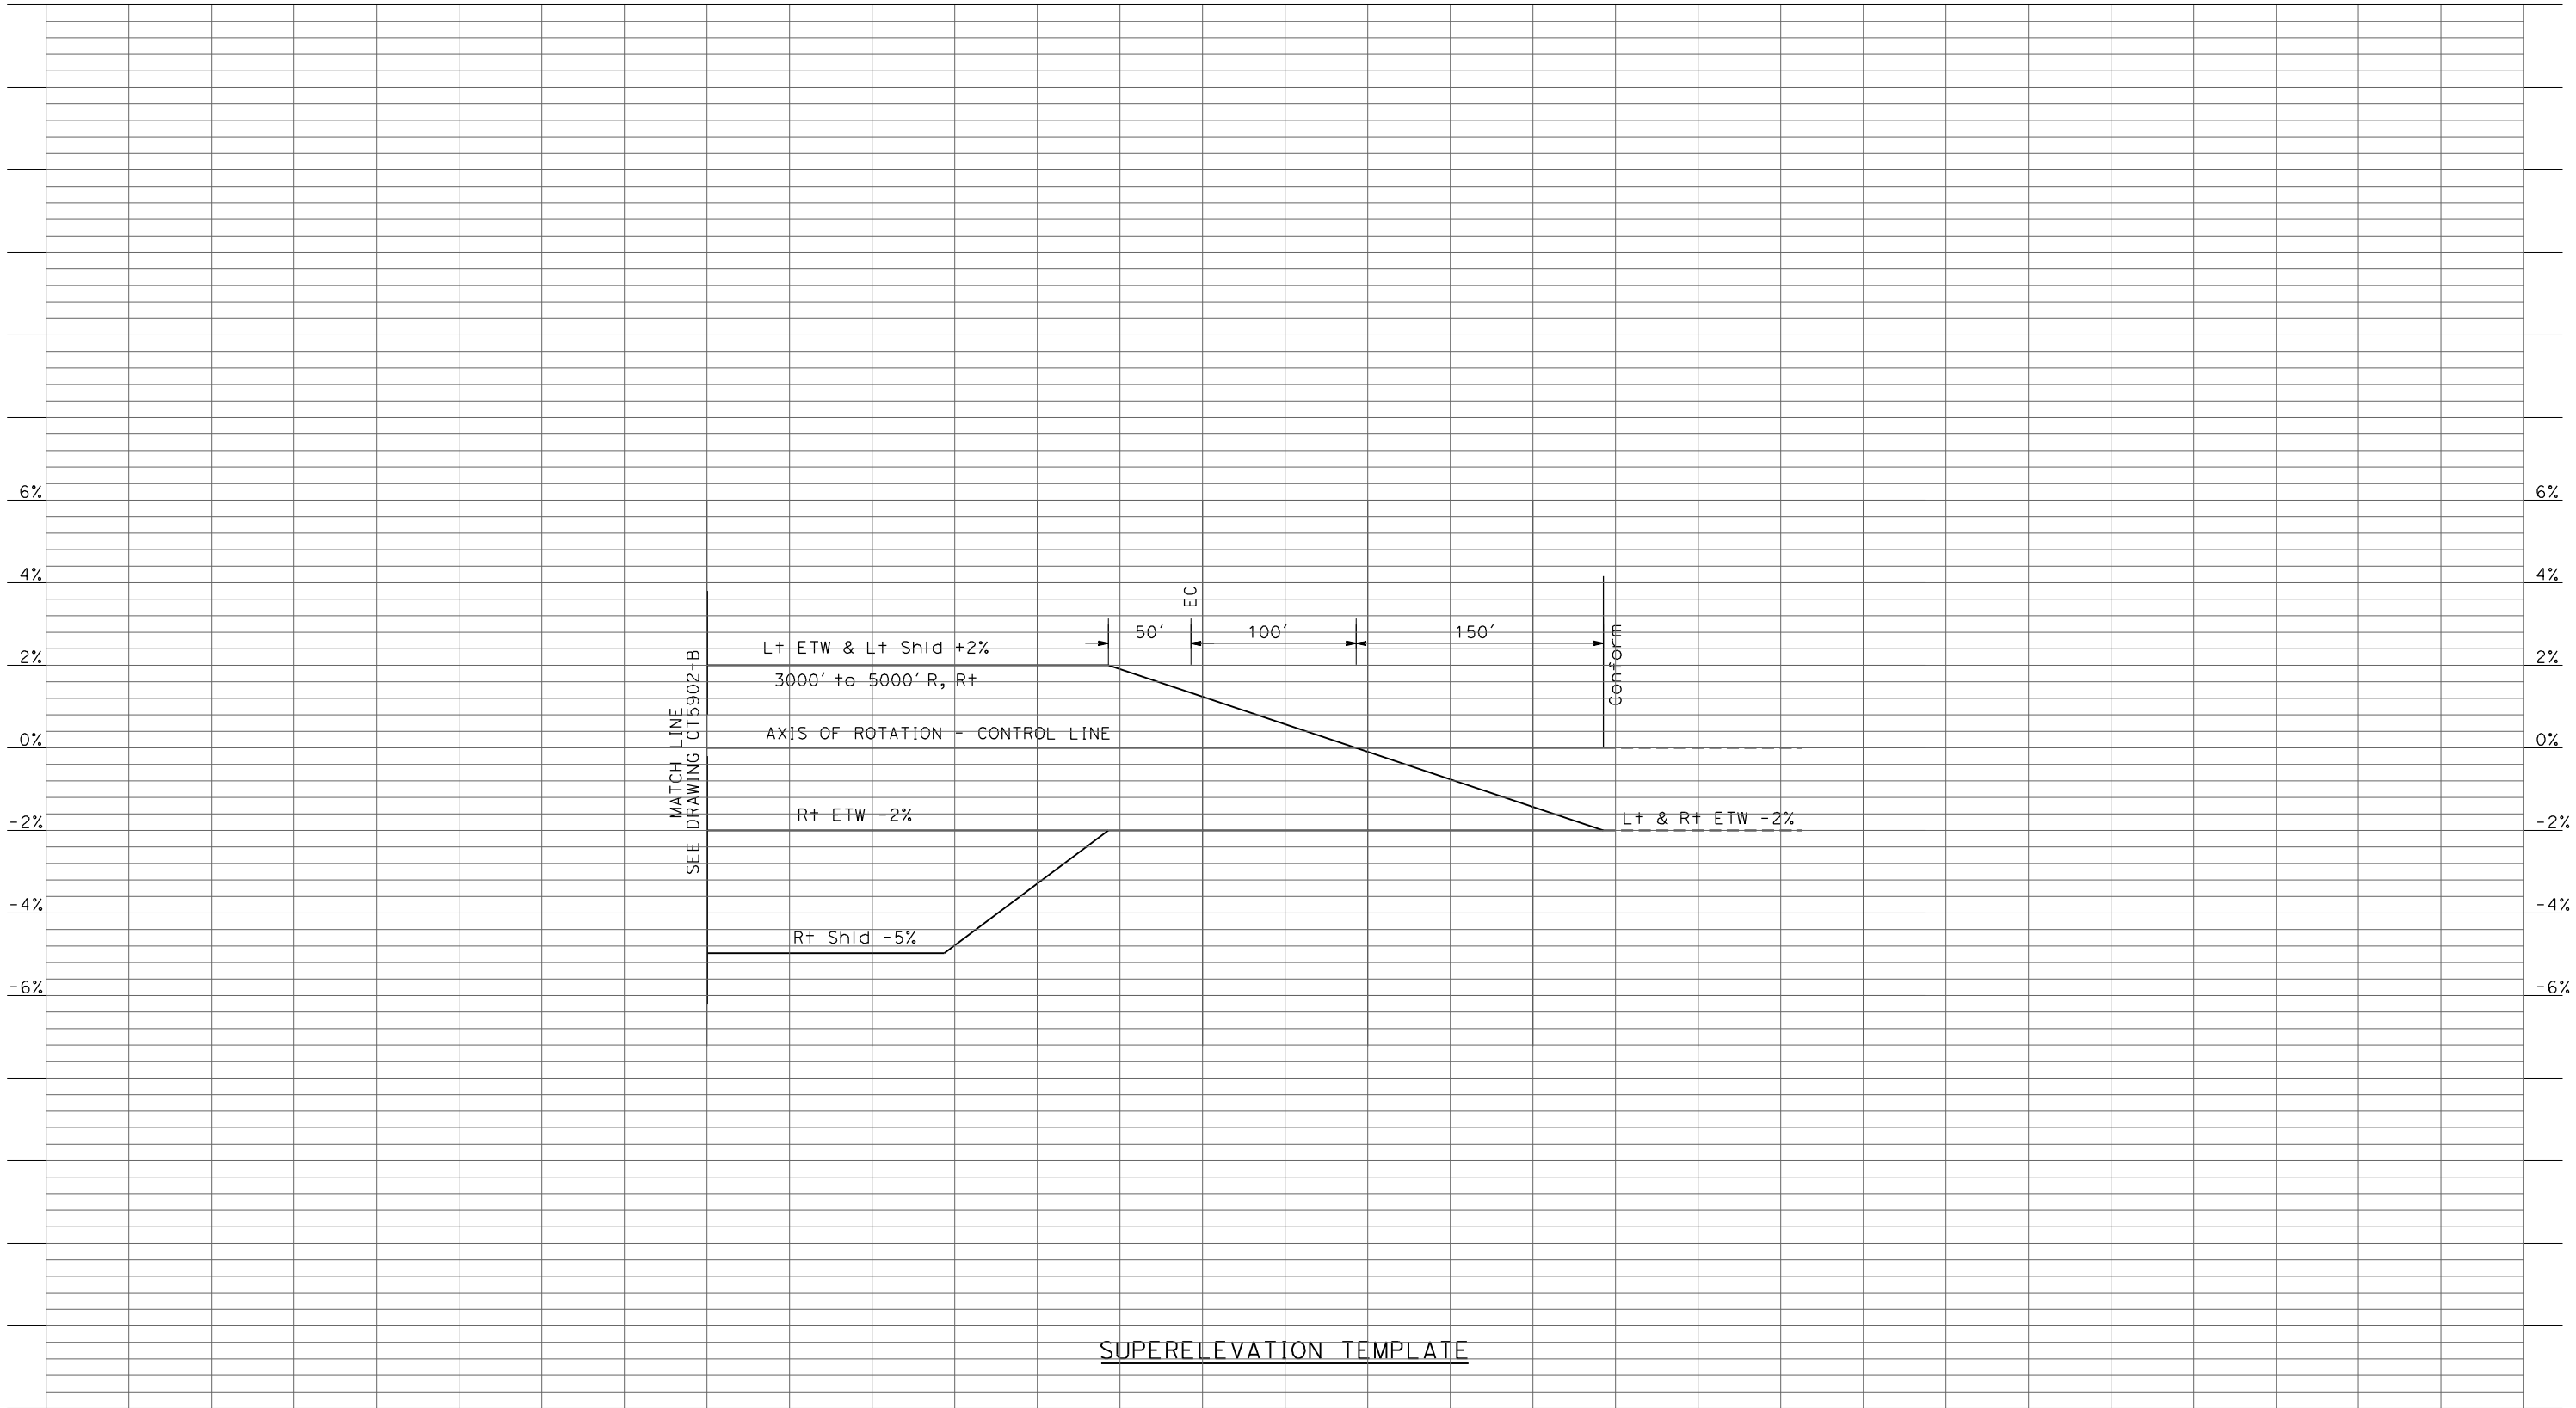 6%
6%
4%
4%
EC
50'
100'
150'
Conform
Lt ETW & Lt Shld +2%
2%
2%
3000' to 5000' R, Rt
MATCH LINE
SEE DRAWING CT5902-B
AXIS OF ROTATION - CONTROL LINE
0%
0%
Rt ETW -2%
Lt & Rt ETW -2%
-2%
-2%
-4%
-4%
Rt Shld -5%
-6%
-6%
SUPERELEVATION TEMPLATE